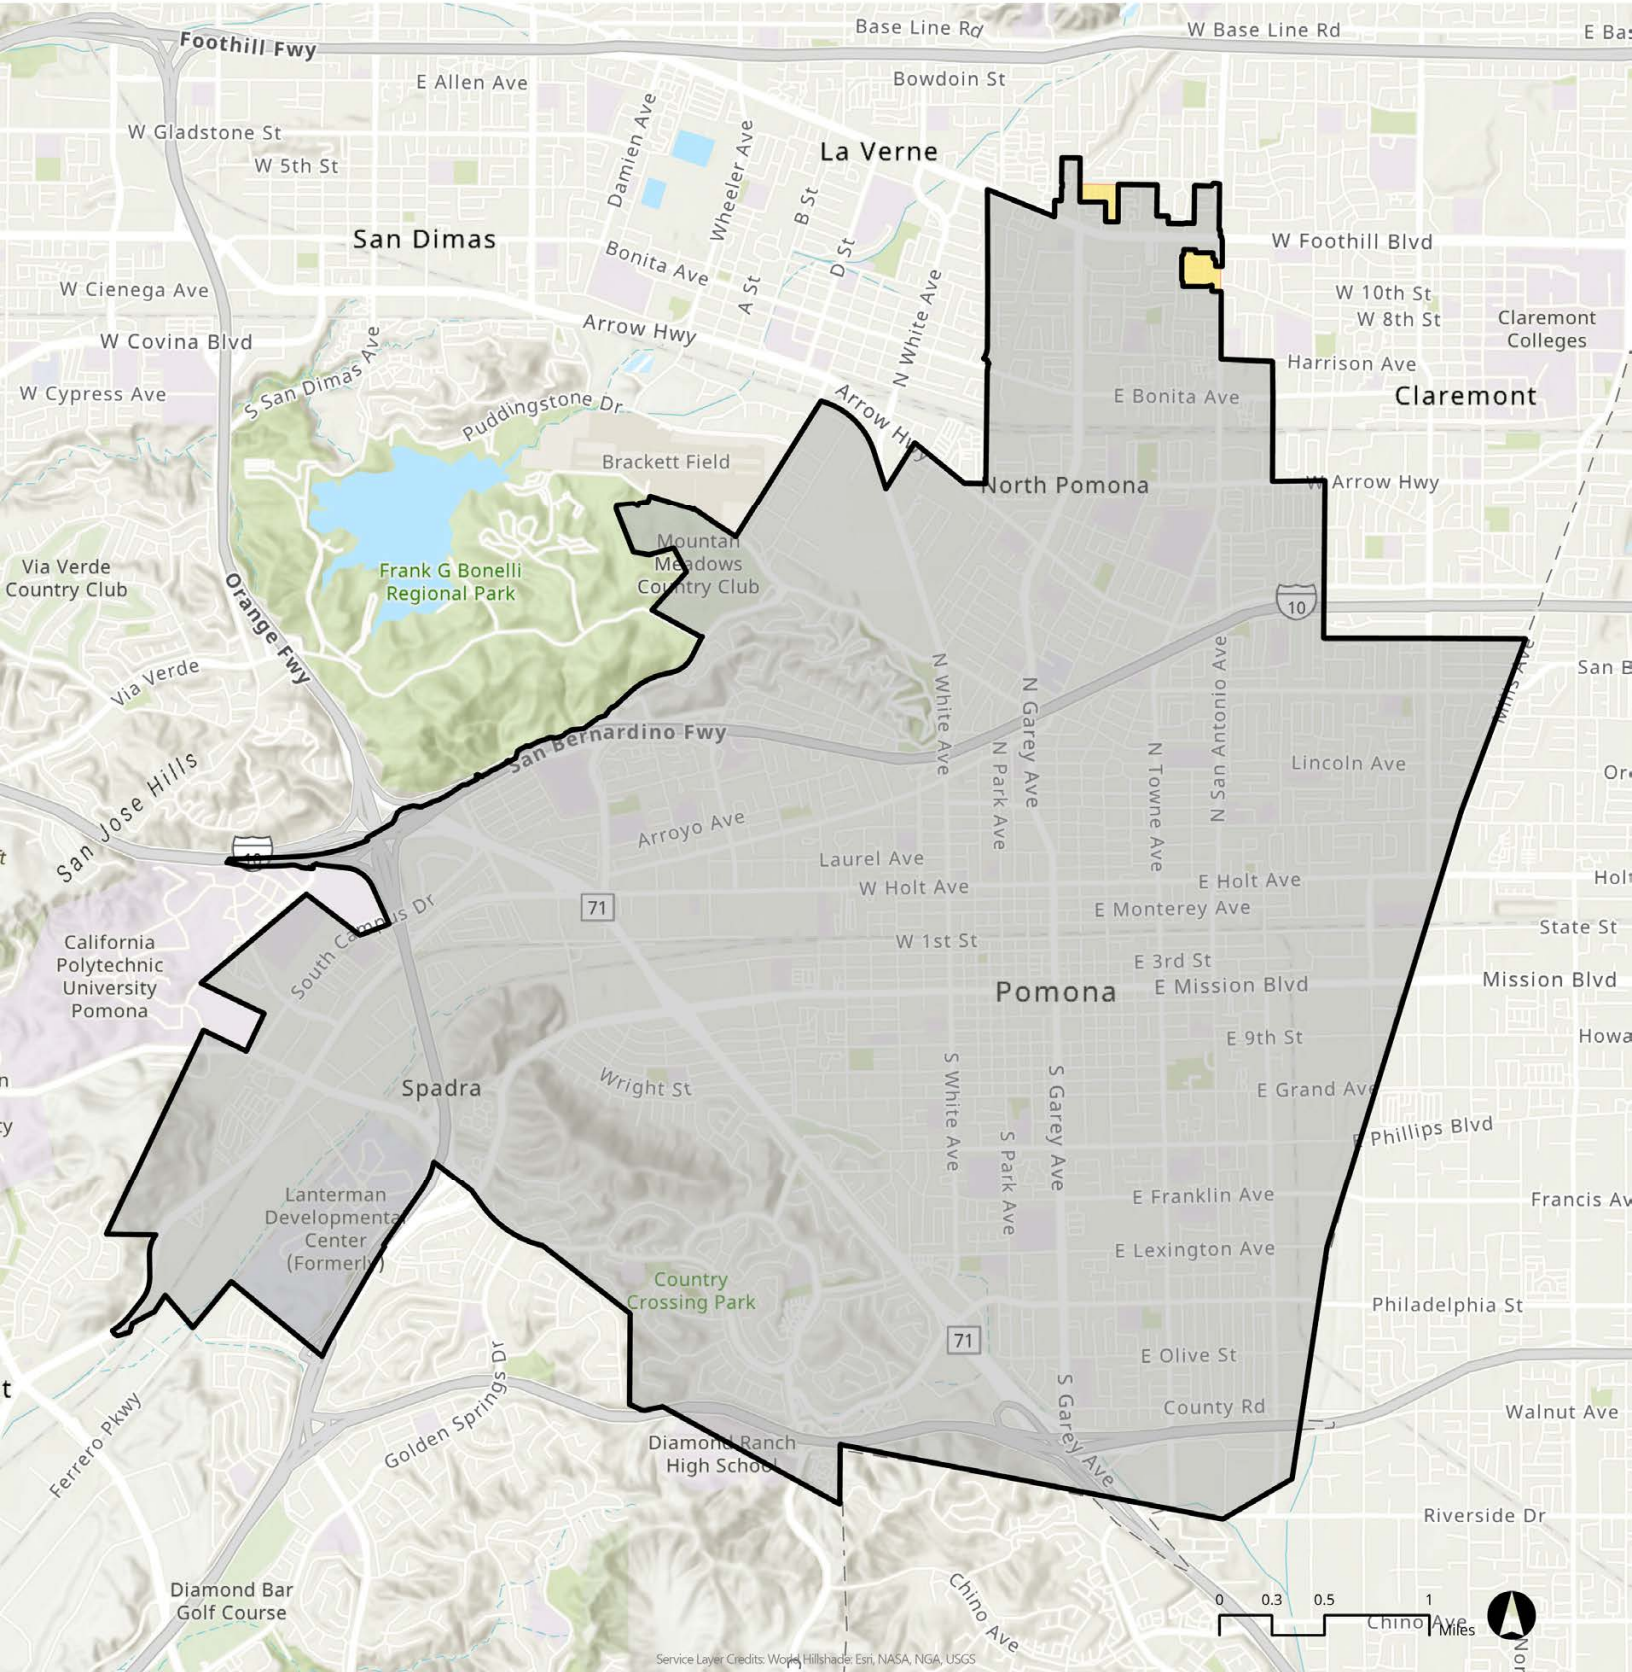 Base Line Rd
W Base Line Rd
Foothill Fwy
E Allen Ave
Bowdoin St
W Gladstone St
W 5th St
Damien Ave
Wheeler Ave
B St
La Verne
San Dimas
Bonita Ave
A St
D St
W Foothill Blvd
W Cienega Ave
W 10th St
W 8th St
Claremont
Colleges
W Covina Blvd
Arrow Hwy
N White Ave
Harrison Ave
S San Dimas Ave
W Cypress Ave
Puddingstone Dr
Arrow Hwy
E Bonita Ave
Claremont
Brackett Field
North Pomona
W Arrow Hwy
Mountan
Meadows
Country Club
Via Verde
Country Club
Frank G Bonelli
Regional Park
Orange Fwy
10
Via Verde
N White Ave
N Garey Ave
N San Antonio Ave
Mills Ave
San B
San Bernardino Fwy
N Park Ave
N Towne Ave
Lincoln Ave
San Jose Hills
Arroyo Ave
10
Laurel Ave
W Holt Ave
E Holt Ave
71
South Campus Dr
E Monterey Ave
State St
California
Polytechnic
University
Pomona
W 1st St
E 3rd St
Pomona
E Mission Blvd
Mission Blvd
E 9th St
Spadra
Wright St
S White Ave
S Garey Ave
E Grand Ave
E Phillips Blvd
S Park Ave
Lanterman
Developmental
Center
(Formerly)
E Franklin Ave
Francis Av
E Lexington Ave
Country
Crossing Park
Philadelphia St
71
E Olive St
Golden Springs Dr
Ferrero Pkwy
S Garey Ave
County Rd
Walnut Ave
Diamond Ranch
High School
Riverside Dr
Diamond Bar
Golf Course
Chino Ave
0 0.3 0.5 1
Miles
Chino Ave
Service Layer Credits: World Hillshade: Esri, NASA, NGA, USGS